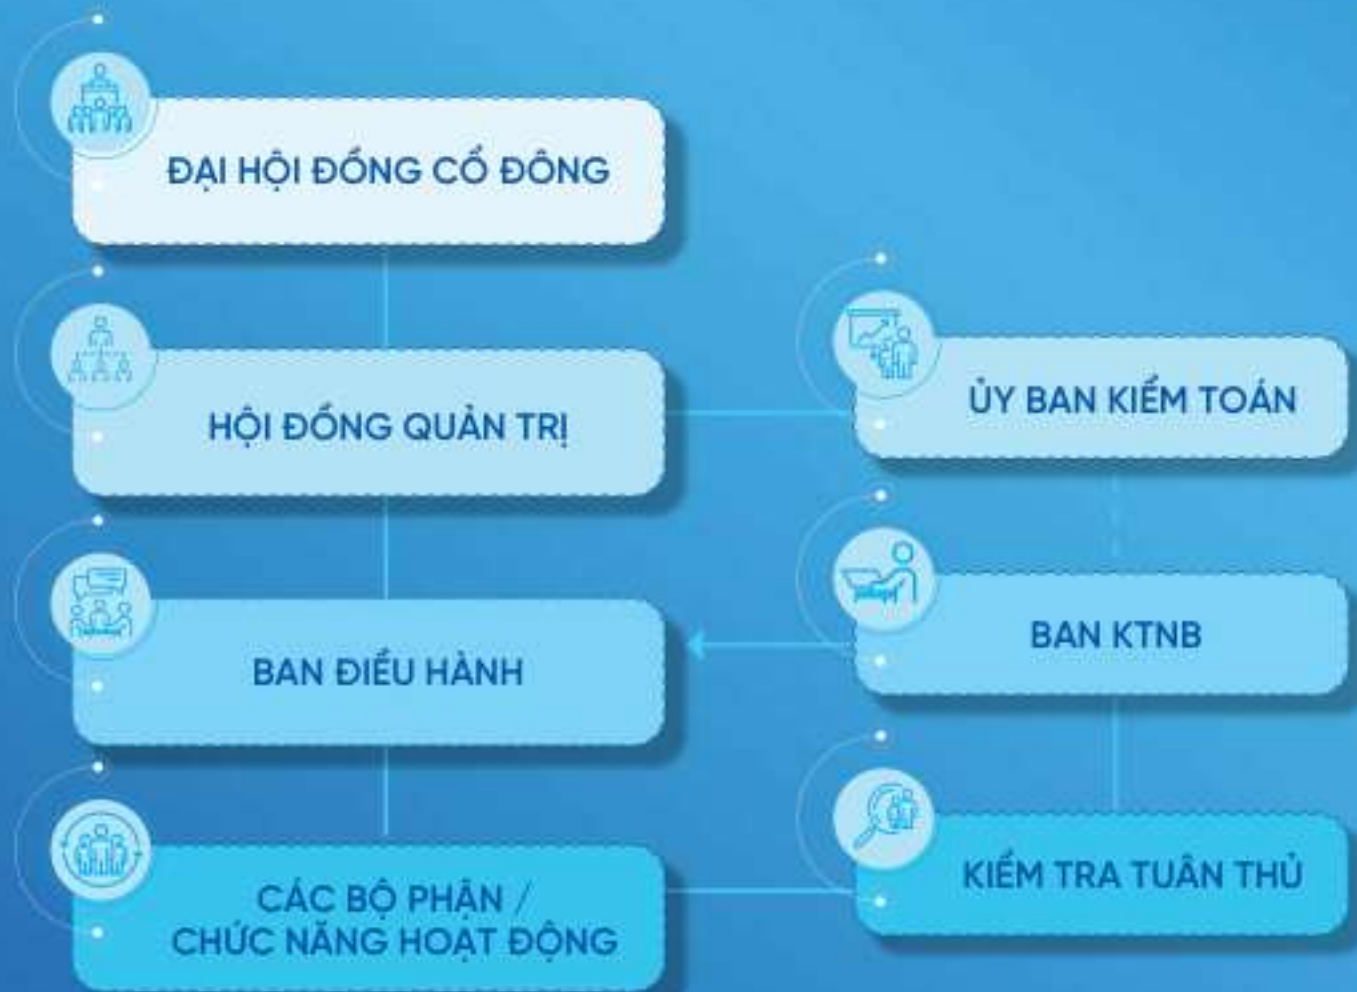 ĐẠI HỘI ĐỒNG CỔ ĐÔNG
HỘI ĐỒNG QUẢN TRỊ
ỦY BAN KIỂM TOÁN
BAN ĐIỀU HÀNH
BAN KTNB
CÁC BỘ PHẬN /
CHỨC NĂNG HOẠT ĐỘNG
KIỂM TRA TUÂN THỦ